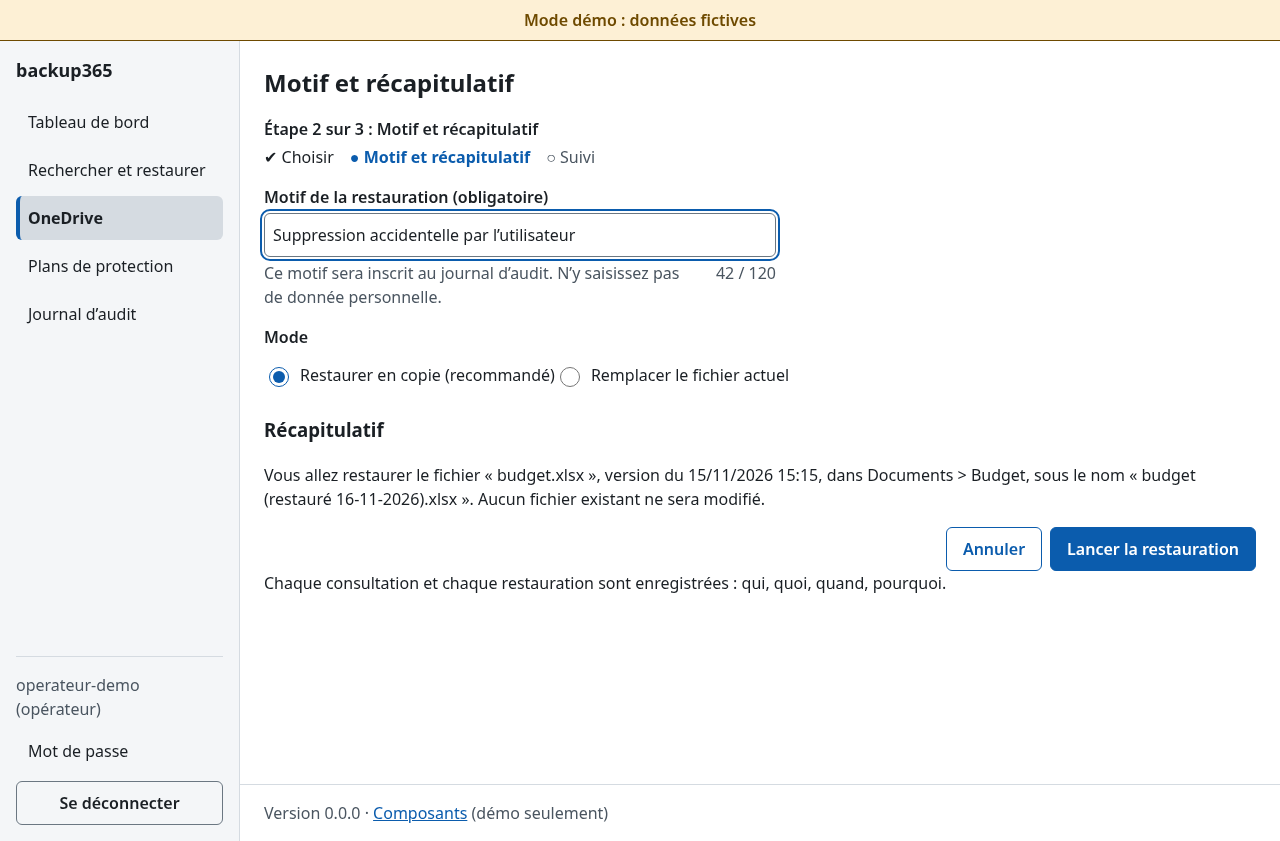 Mode démo : données fictives
backup365
Tableau de bord
Rechercher et restaurer
OneDrive
Plans de protection
Journal d’audit
operateur-demo
(opérateur)
Mot de passe
Se déconnecter
Motif et récapitulatif
Étape 2 sur 3 : Motif et récapitulatif
✔ Choisir ● Motif et récapitulatif ○ Suivi
Motif de la restauration (obligatoire)
Suppression accidentelle par l’utilisateur
Ce motif sera inscrit au journal d’audit. N’y saisissez pas 42 / 120
de donnée personnelle.
Mode
Restaurer en copie (recommandé) Remplacer le fichier actuel
Récapitulatif
Vous allez restaurer le fichier « budget.xlsx », version du 15/11/2026 15:15, dans Documents > Budget, sous le nom « budget
(restauré 16-11-2026).xlsx ». Aucun fichier existant ne sera modifié.
Annuler Lancer la restauration
Chaque consultation et chaque restauration sont enregistrées : qui, quoi, quand, pourquoi.
Version 0.0.0 · Composants (démo seulement)